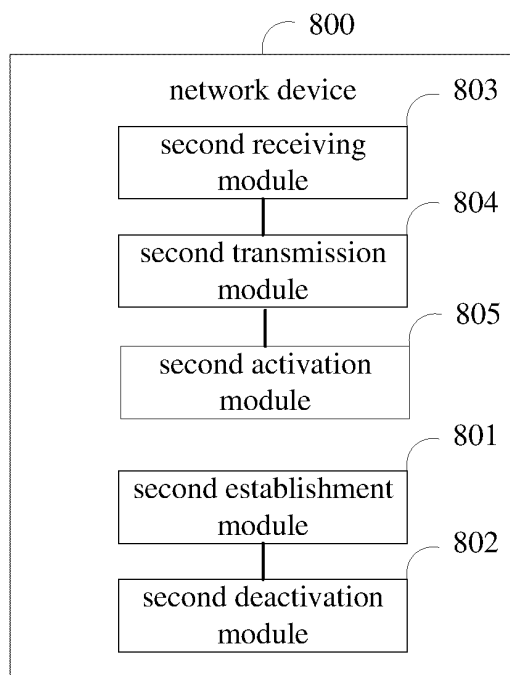 800
network device
803
second receiving
module
804
second transmission
module
805
second activation
module
801
second establishment
module
802
second deactivation
module